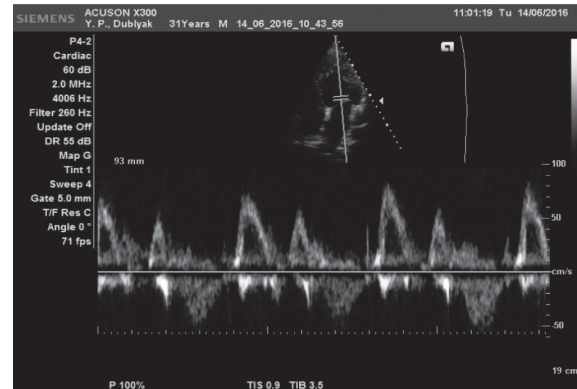 SIEMENS
ACUSON X300
Y. P., Dublyak 31Years M 14_06_2016_10_43_56
11:01:19 Tu 14/06/2016
P4-2
Cardiac
60 dB
2.0 MHz
4006 Hz
Filter 260 Hz
Update Off
DR 55 dB
Map G
Tint 1
Sweep 4
Gate 5.0 mm
T/F Res C
Angle 0 °
71 fps
93 mm
100
50
cm/s
-50
19 cm
P 100%
TIS 0.9 TIB 3.5